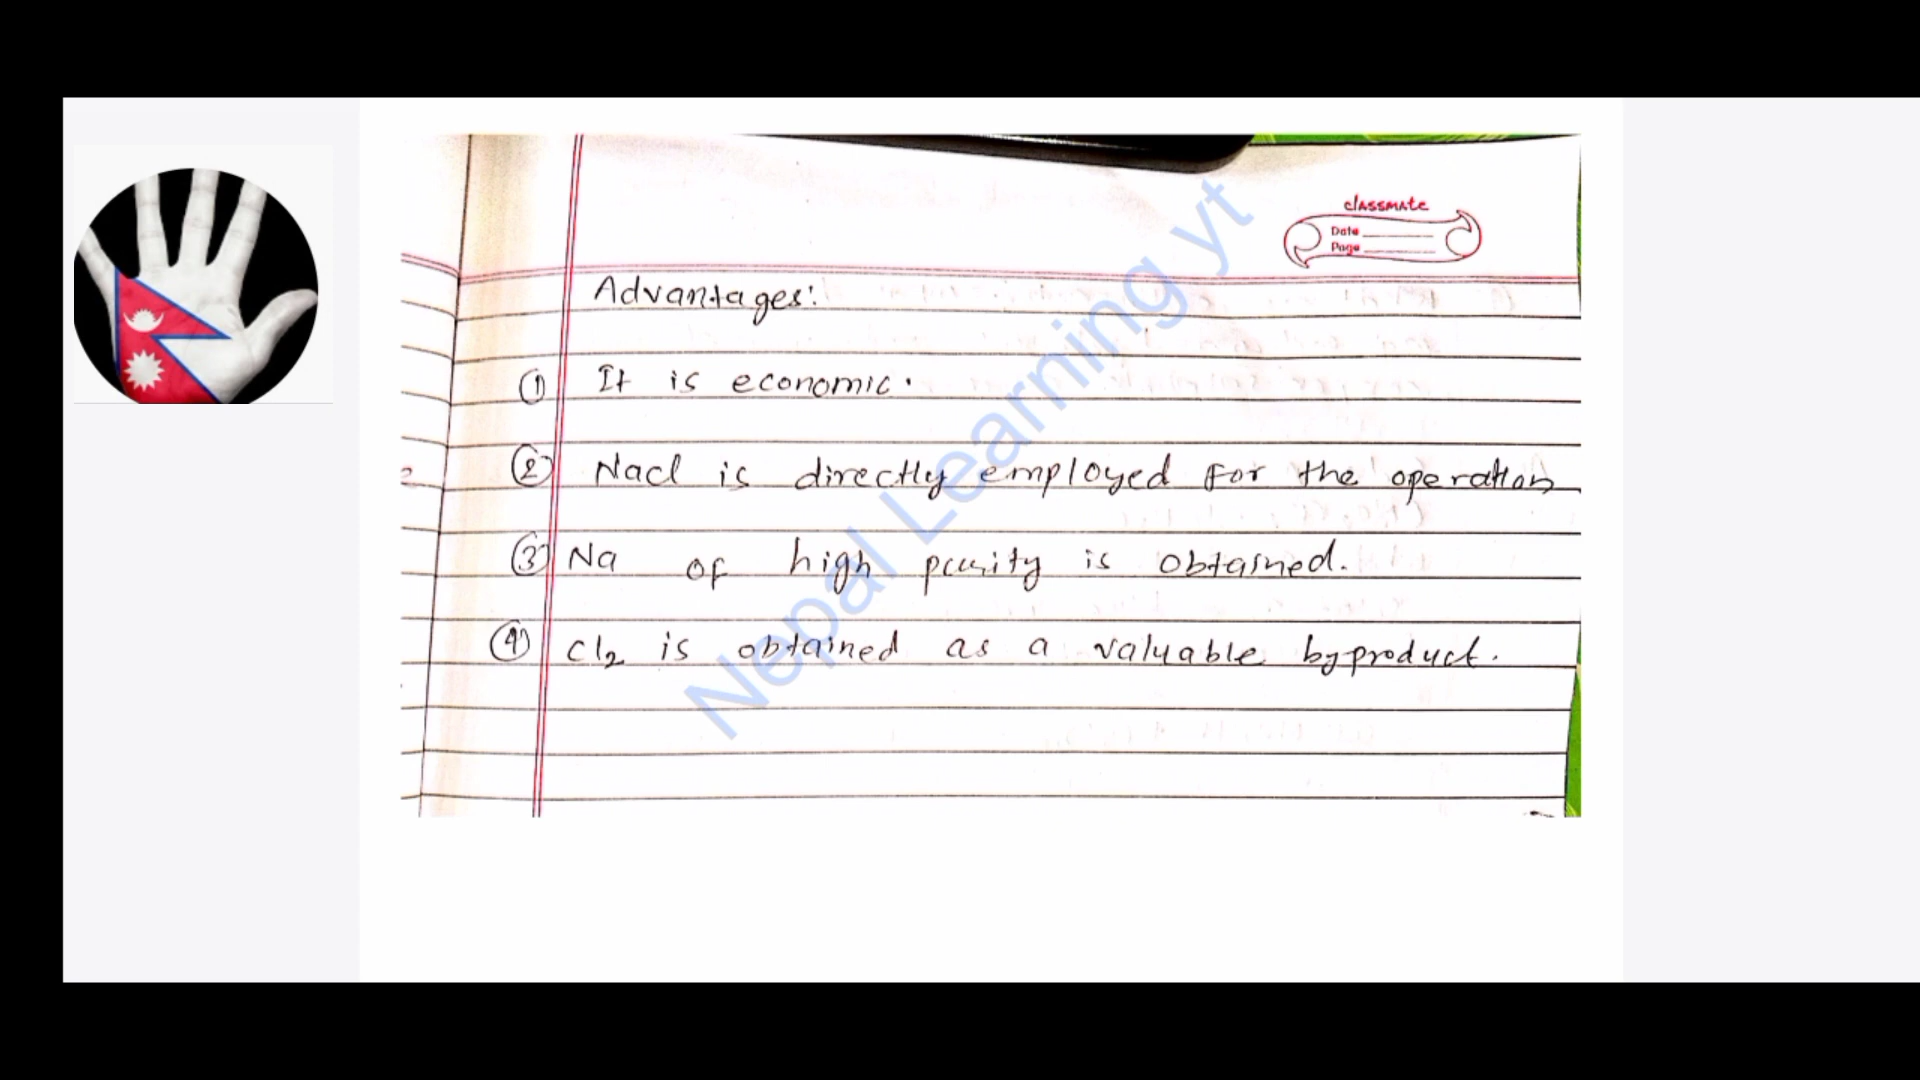 classmate
Date
Page
Advantages:
① It is economic.
② Nacl is directly employed for the operation
③ Na of high purity is obtained.
④ cl₂ is obtained as a valuable byproduct.
Nepal Learning yt